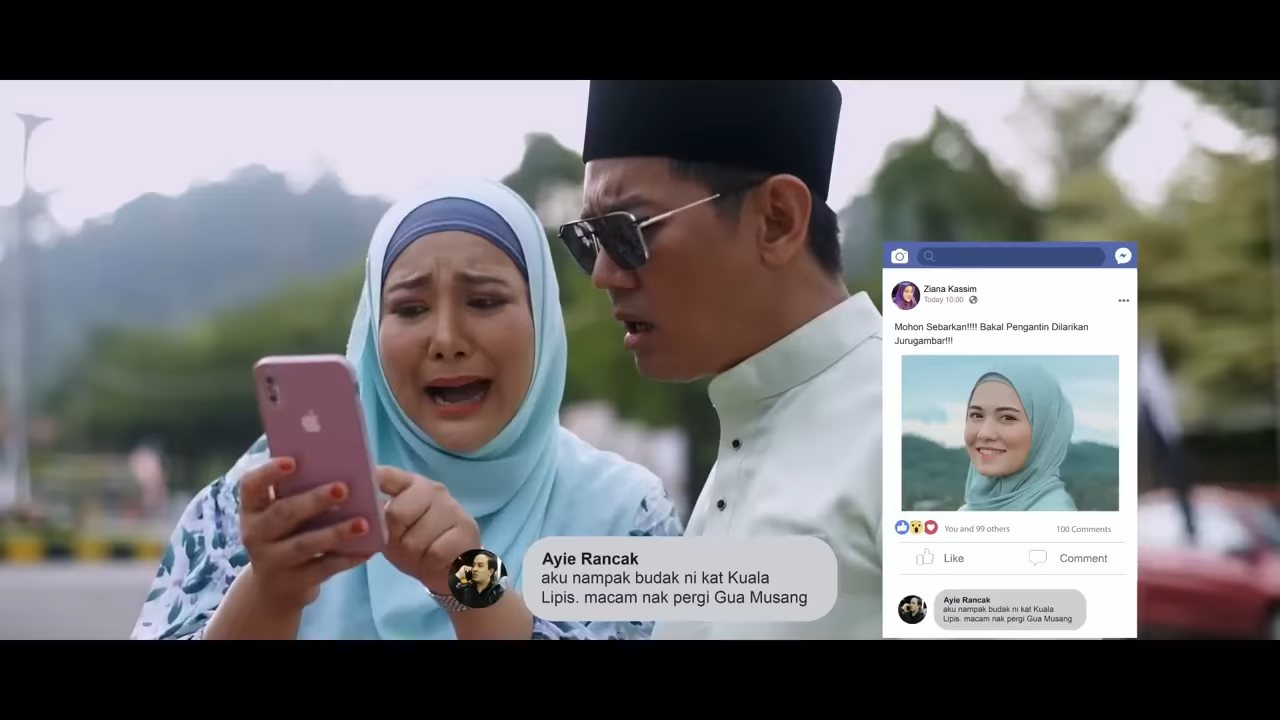 Ziana Kassim
Today 10:00
Mohon Sebarkan!!!! Bakal Pengantin Dilarikan
Jurugambar!!!
You and 99 others
100 Comments
Like
Comment
Ayie Rancak
aku nampak budak ni kat Kuala
Lipis. macam nak pergi Gua Musang
Ayie Rancak
aku nampak budak ni kat Kuala
Lipis. macam nak pergi Gua Musang